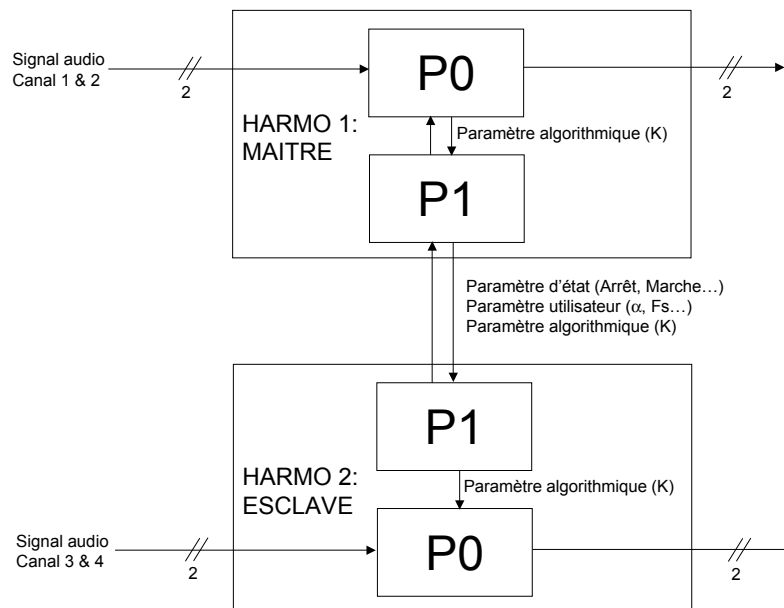 Signal audio
Canal 1 & 2
2
P0
2
HARMO 1:
MAITRE
Paramètre algorithmique (K)
P1
Paramètre d'état (Arrêt, Marche…)
Paramètre utilisateur (α, Fs…)
Paramètre algorithmique (K)
P1
HARMO 2:
ESCLAVE
Paramètre algorithmique (K)
Signal audio
Canal 3 & 4
2
P0
2